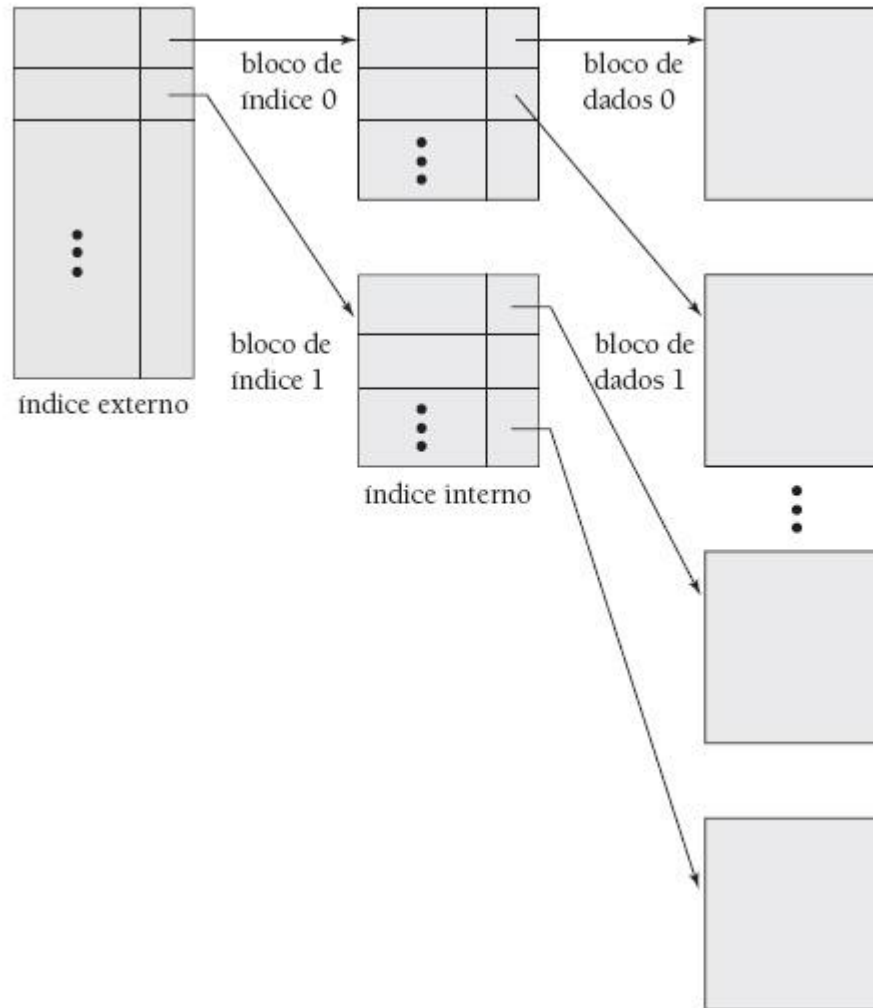 bloco de
índice 0
bloco de
dados 0
bloco de
índice 1
bloco de
dados 1
índice externo
índice interno